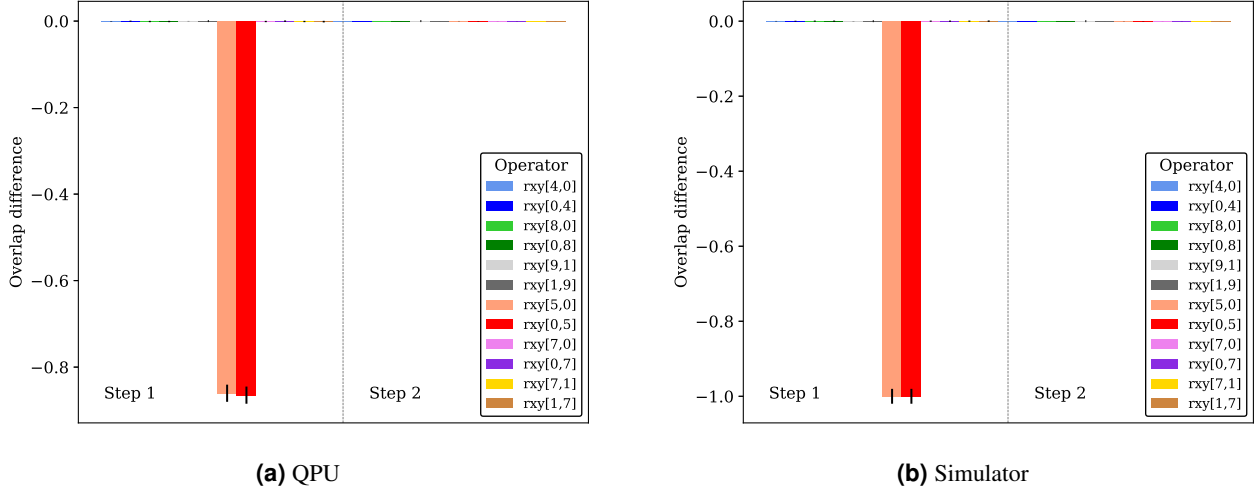 0.0
−0.2
−0.4
−0.6
−0.8
Overlap difference
Step 1
Step 2
Operator
rxy[4,0]
rxy[0,4]
rxy[8,0]
rxy[0,8]
rxy[9,1]
rxy[1,9]
rxy[5,0]
rxy[0,5]
rxy[7,0]
rxy[0,7]
rxy[7,1]
rxy[1,7]
(a) QPU
0.0
−0.2
−0.4
−0.6
−0.8
−1.0
Overlap difference
Step 1
Step 2
Operator
rxy[4,0]
rxy[0,4]
rxy[8,0]
rxy[0,8]
rxy[9,1]
rxy[1,9]
rxy[5,0]
rxy[0,5]
rxy[7,0]
rxy[0,7]
rxy[7,1]
rxy[1,7]
(b) Simulator